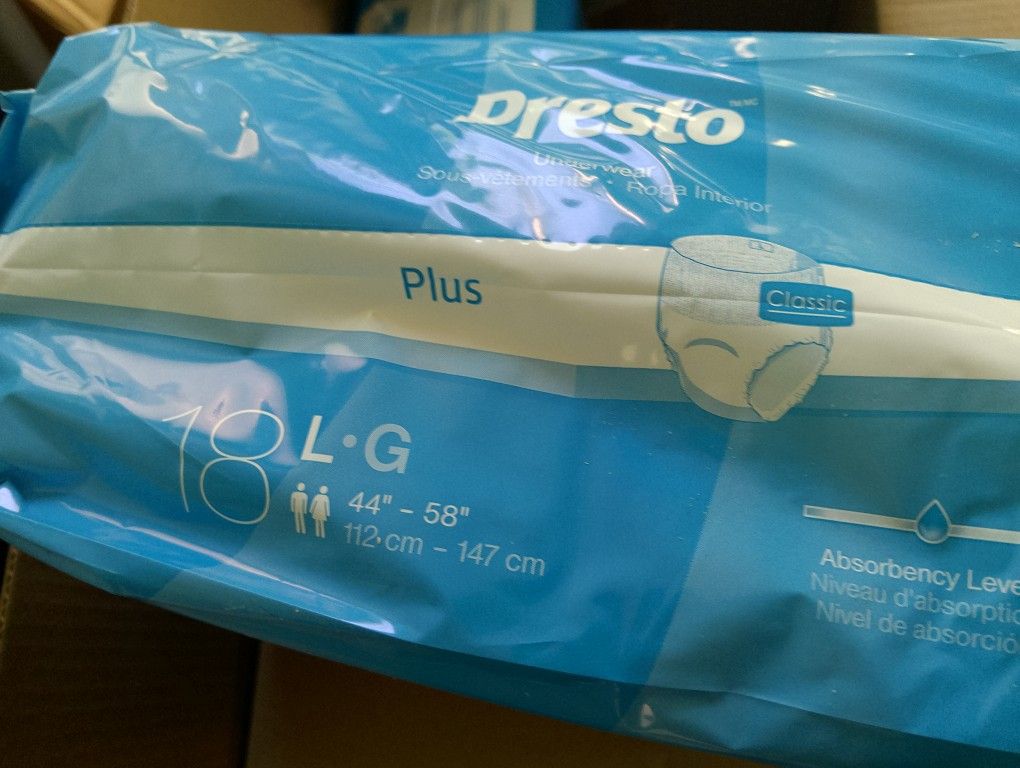 Presto
Underwear
Sous-vêtements • Ropa Interior
Plus
Classic
18
L•G
44" - 58"
112 cm - 147 cm
Absorbency Leve
Niveau d'absorptio
Nivel de absorció